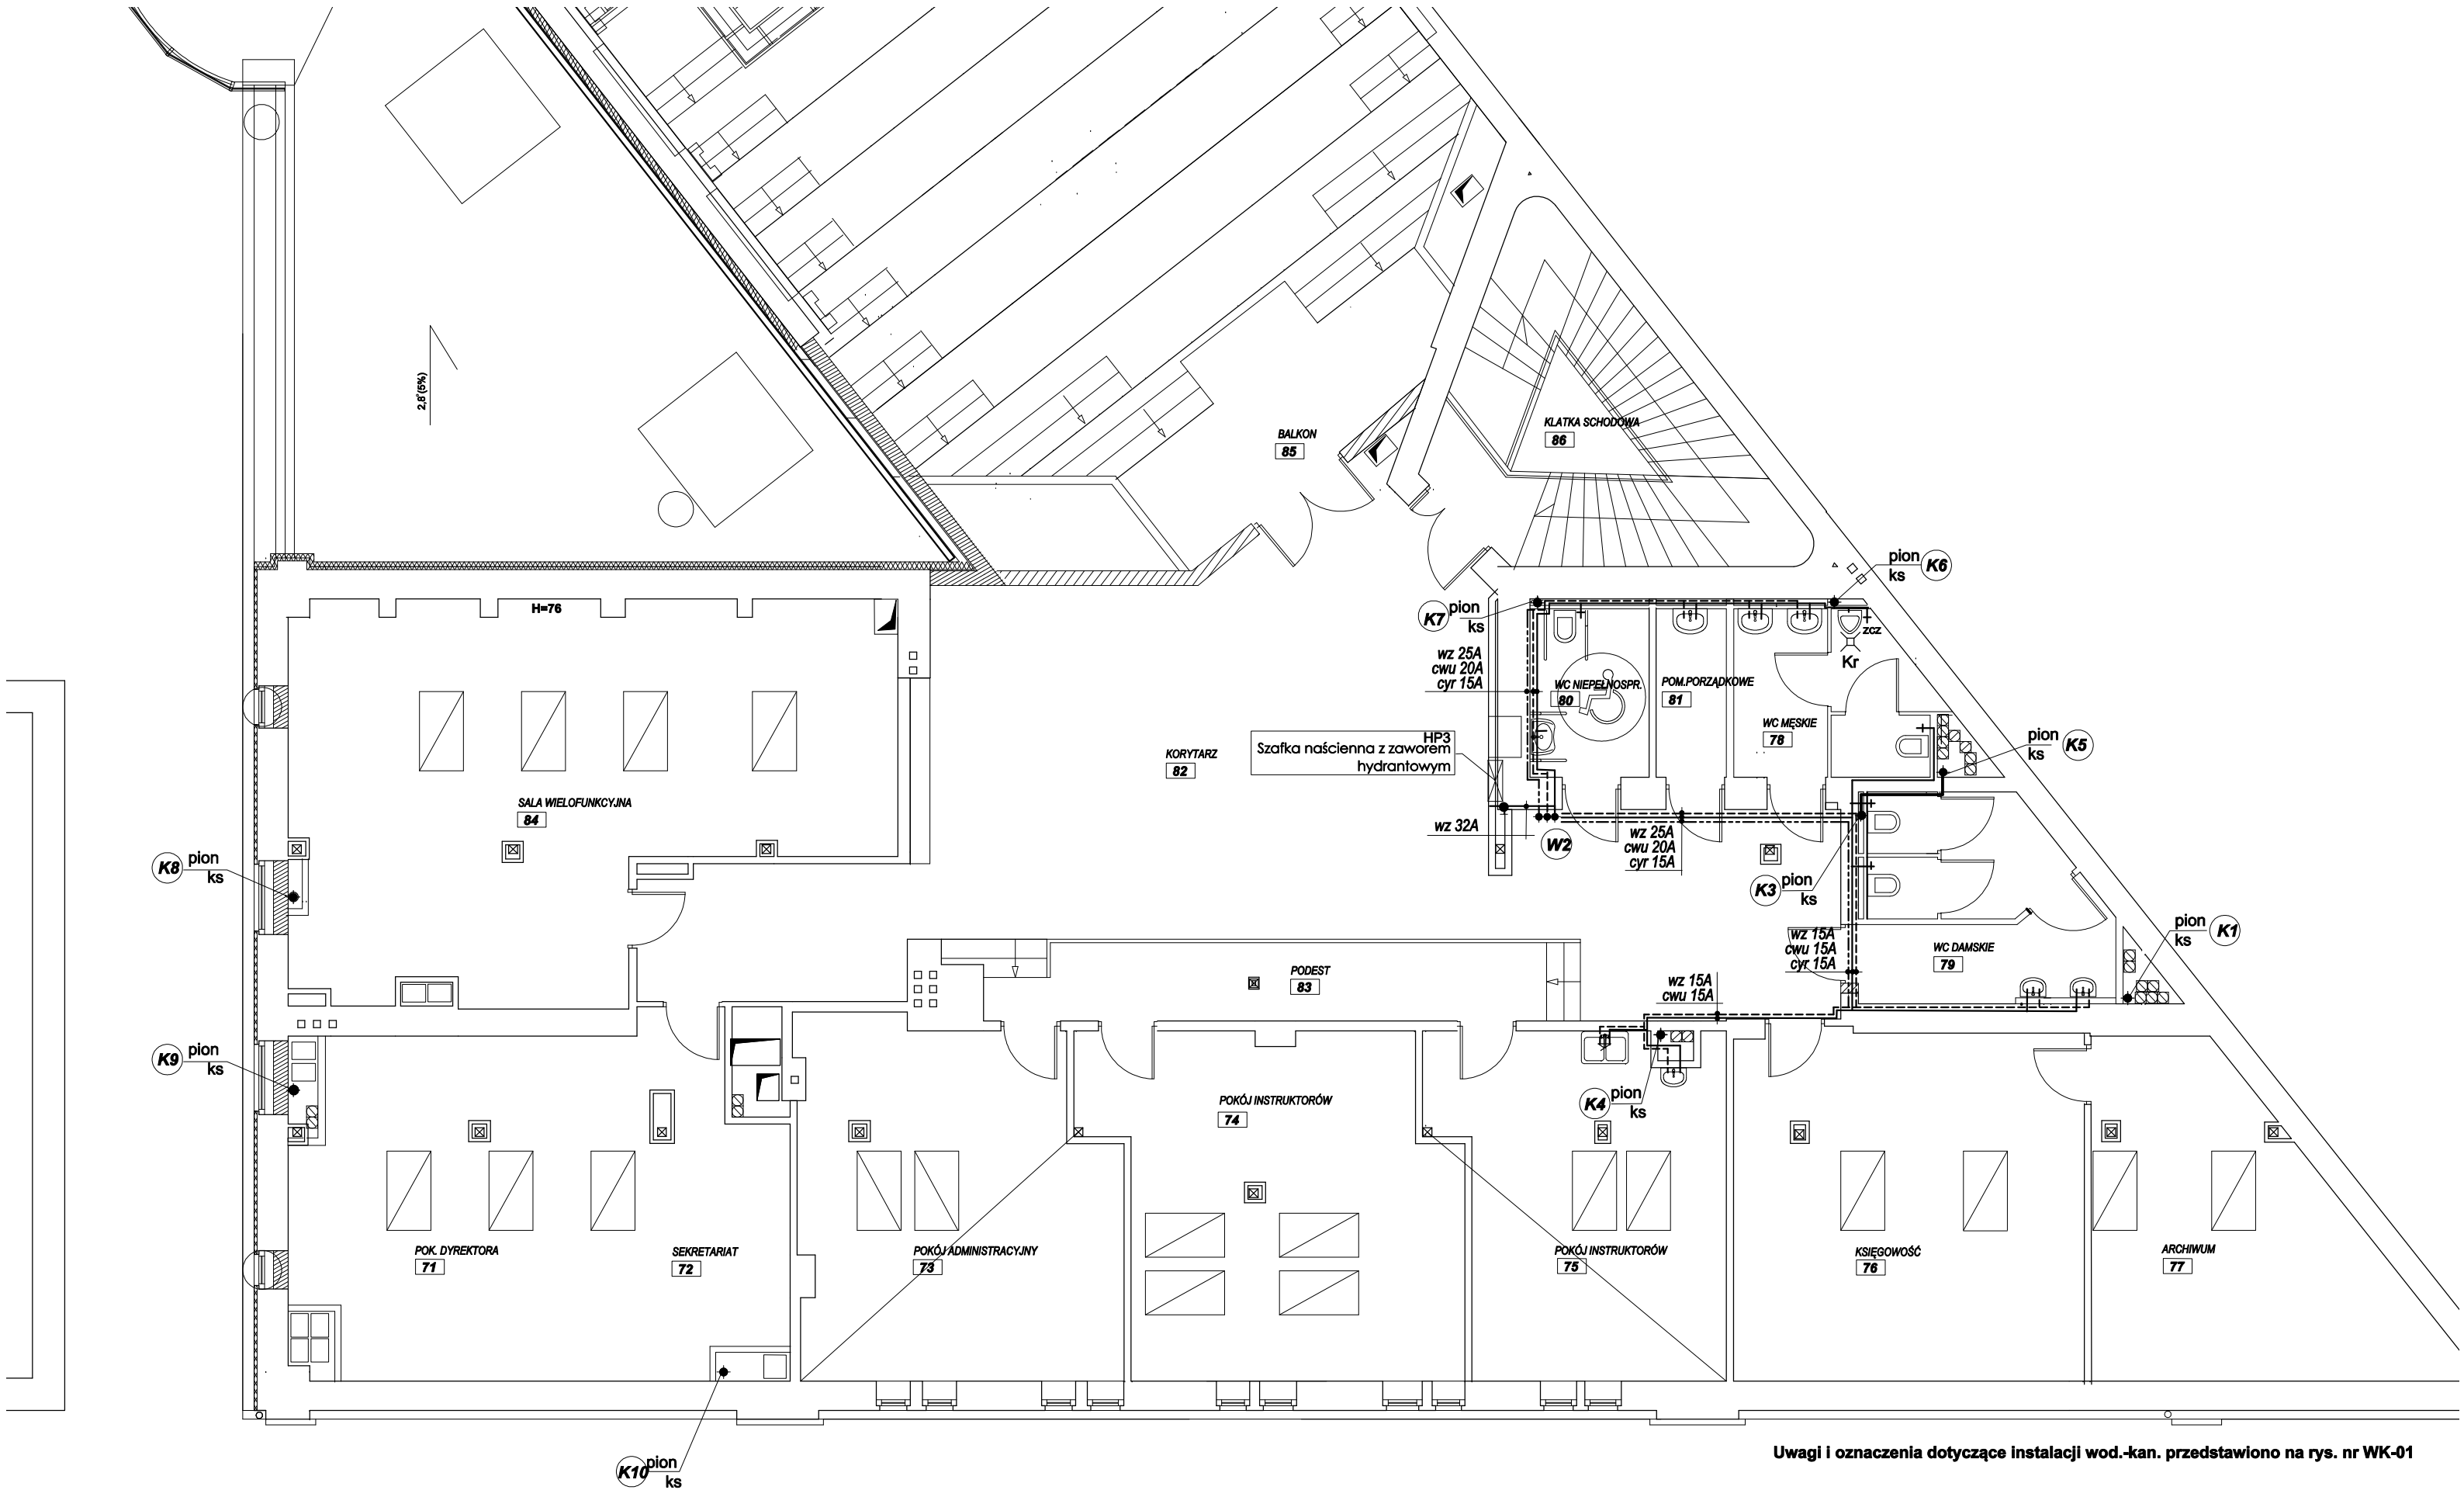 2,8°(5%)
BALKON
85
KLATKA SCHODOWA
86
pion
ks
K6
H=76
K7
pion
ks
zcz
Kr
wz 25A
cwu 20A
cyr 15A
WC NIEPEŁNOSPR.
80
POM.PORZĄDKOWE
81
WC MĘSKIE
78
pion
ks
K5
HP3
Szafka naścienna z zaworem
hydrantowym
KORYTARZ
82
SALA WIELOFUNKCYJNA
84
wz 32A
W2
wz 25A
cwu 20A
cyr 15A
K8
pion
ks
K3
pion
ks
pion
ks
K1
wz 15A
cwu 15A
cyr 15A
WC DAMSKIE
79
PODEST
83
wz 15A
cwu 15A
K9
pion
ks
K4
pion
ks
POKÓJ INSTRUKTORÓW
74
POK. DYREKTORA
71
SEKRETARIAT
72
POKÓJ ADMINISTRACYJNY
73
POKÓJ INSTRUKTORÓW
75
KSIĘGOWOŚĆ
76
ARCHIWUM
77
K10
pion
ks
Uwagi i oznaczenia dotyczące instalacji wod.-kan. przedstawiono na rys. nr WK-01